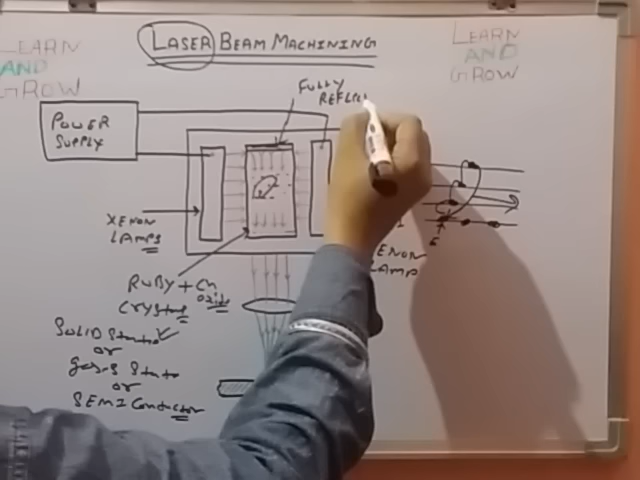 LEARN
AND
GROW
LASER BEAM MACHINING
LEARN
AND
GROW
FULLY
REFLEC
POWER
SUPPLY
XENON
LAMPS
XENON
LAMP
E
RUBY + Cr
oxide
Crystal
SOLID State
or
gases State
or
SEMI Conductor